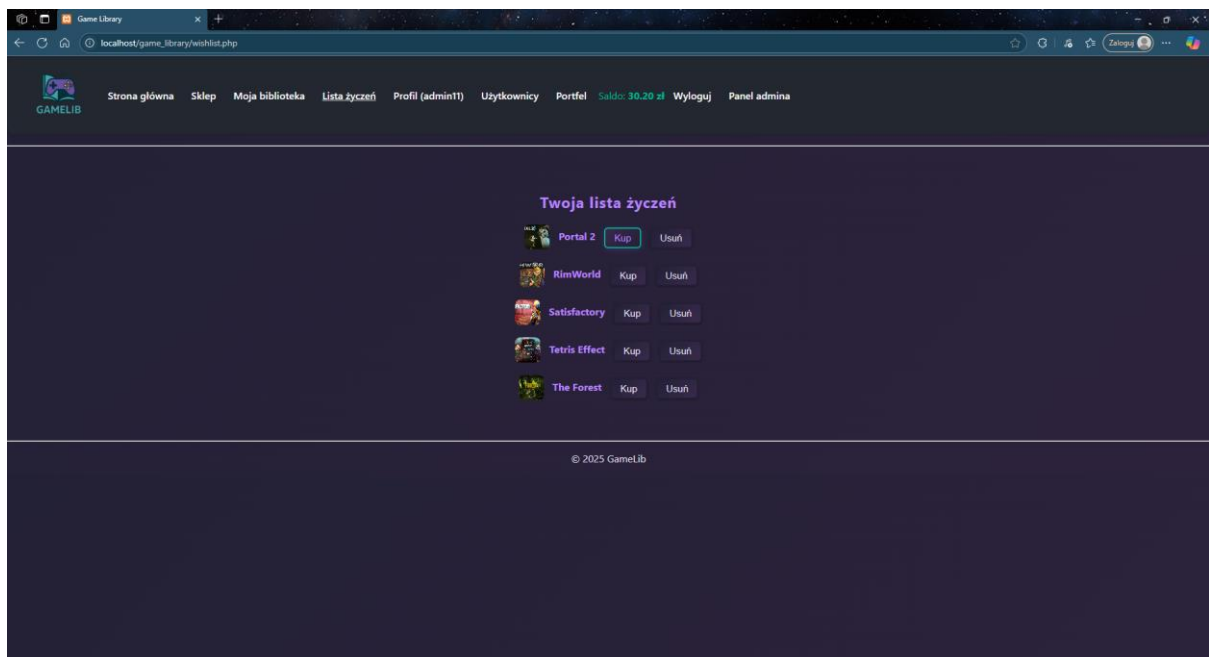 Game Library
localhost/game_library/wishlist.php
Zaloguj
GAMELIB
Strona główna Sklep Moja biblioteka Lista życzeń Profil (admin11) Użytkownicy Portfel Saldo: 30.20 zł Wyloguj Panel admina
Twoja lista życzeń
Portal 2 Kup Usuń
RimWorld Kup Usuń
Satisfactory Kup Usuń
Tetris Effect Kup Usuń
The Forest Kup Usuń
© 2025 GameLib